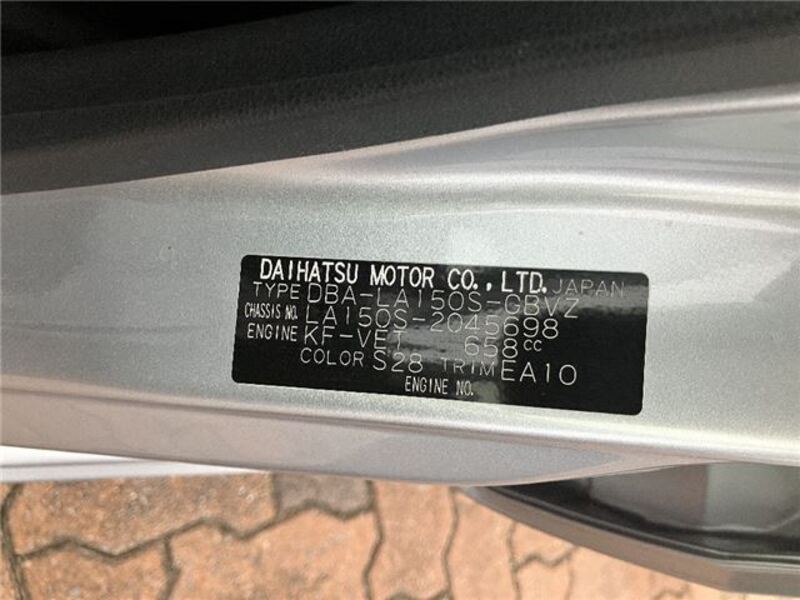 DAIHATSU MOTOR CO.,LTD. JAPAN
TYPE DBA-LA150S-GBVZ
CHASSIS NO. LA150S-2045698
ENGINE KF-VET 658cc
COLOR S28 TRIM EA10
ENGINE NO.